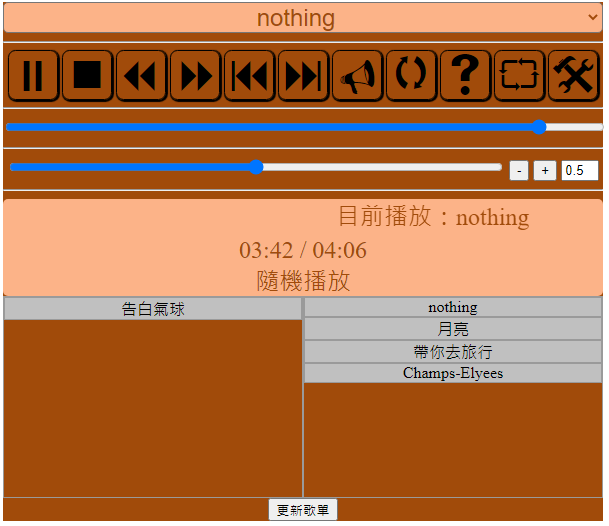 nothing
- + 0.5
目前播放：nothing
03:42 / 04:06
隨機播放
告白氣球
nothing
月亮
帶你去旅行
Champs-Elyees
更新歌單